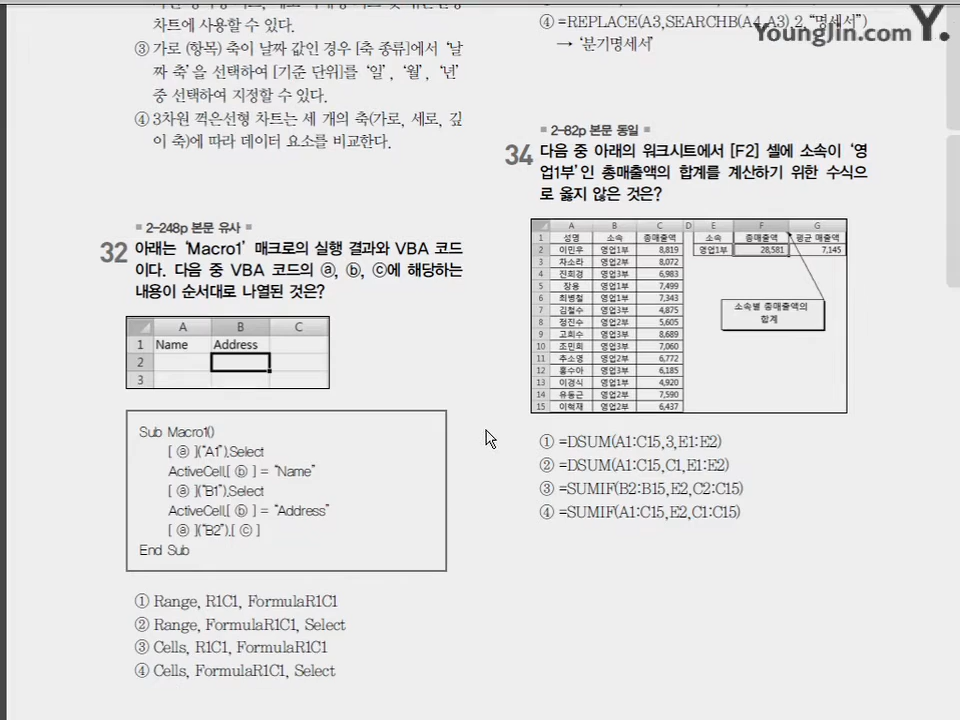 차트에 사용할 수 있다.
③ 가로 (항목) 축이 날짜 값인 경우 [축 종류]에서 '날
짜 축'을 선택하여 [기준 단위]를 '일', '월', '년'
중 선택하여 지정할 수 있다.
④ 3차원 꺾은선형 차트는 세 개의 축(가로, 세로, 깊
이 축)에 따라 데이터 요소를 비교한다.
■ 2-248p 본문 유사 ■
32 아래는 'Macro1' 매크로의 실행 결과와 VBA 코드
이다. 다음 중 VBA 코드의 ⓐ, ⓑ, ⓒ에 해당하는
내용이 순서대로 나열된 것은?
A B C
1 Name Address
2
3
Sub Macro1()
[ ⓐ ]("A1").Select
ActiveCell.[ ⓑ ] = "Name"
[ ⓐ ]("B1").Select
ActiveCell.[ ⓑ ] = "Address"
[ ⓐ ]("B2").[ ⓒ ]
End Sub
① Range, R1C1, FormulaR1C1
② Range, FormulaR1C1, Select
③ Cells, R1C1, FormulaR1C1
④ Cells, FormulaR1C1, Select
④ =REPLACE(A3,SEARCHB(A4,A3),2,"명세서")
→ '분기명세서'
YoungJin.com Y.
■ 2-82p 본문 동일 ■
34 다음 중 아래의 워크시트에서 [F2] 셀에 소속이 '영
업1부'인 총매출액의 합계를 계산하기 위한 수식으
로 옳지 않은 것은?
A B C D E F G
1 성명 소속 총매출액 소속 총매출액 평균 매출액
2 이민우 영업1부 8,819 영업1부 28,581 7,145
3 차소라 영업2부 8,072
4 진희경 영업3부 6,983
5 장용 영업1부 7,499
6 최병철 영업1부 7,343
7 김철수 영업3부 4,875
8 정진수 영업2부 5,605
9 고희수 영업3부 8,689
10 조민희 영업3부 7,060
11 추소영 영업2부 6,772
12 홍수아 영업3부 6,185
13 이경식 영업1부 4,920
14 유동근 영업2부 7,590
15 이혁재 영업2부 6,437
소속별 총매출액의
합계
① =DSUM(A1:C15,3,E1:E2)
② =DSUM(A1:C15,C1,E1:E2)
③ =SUMIF(B2:B15,E2,C2:C15)
④ =SUMIF(A1:C15,E2,C1:C15)